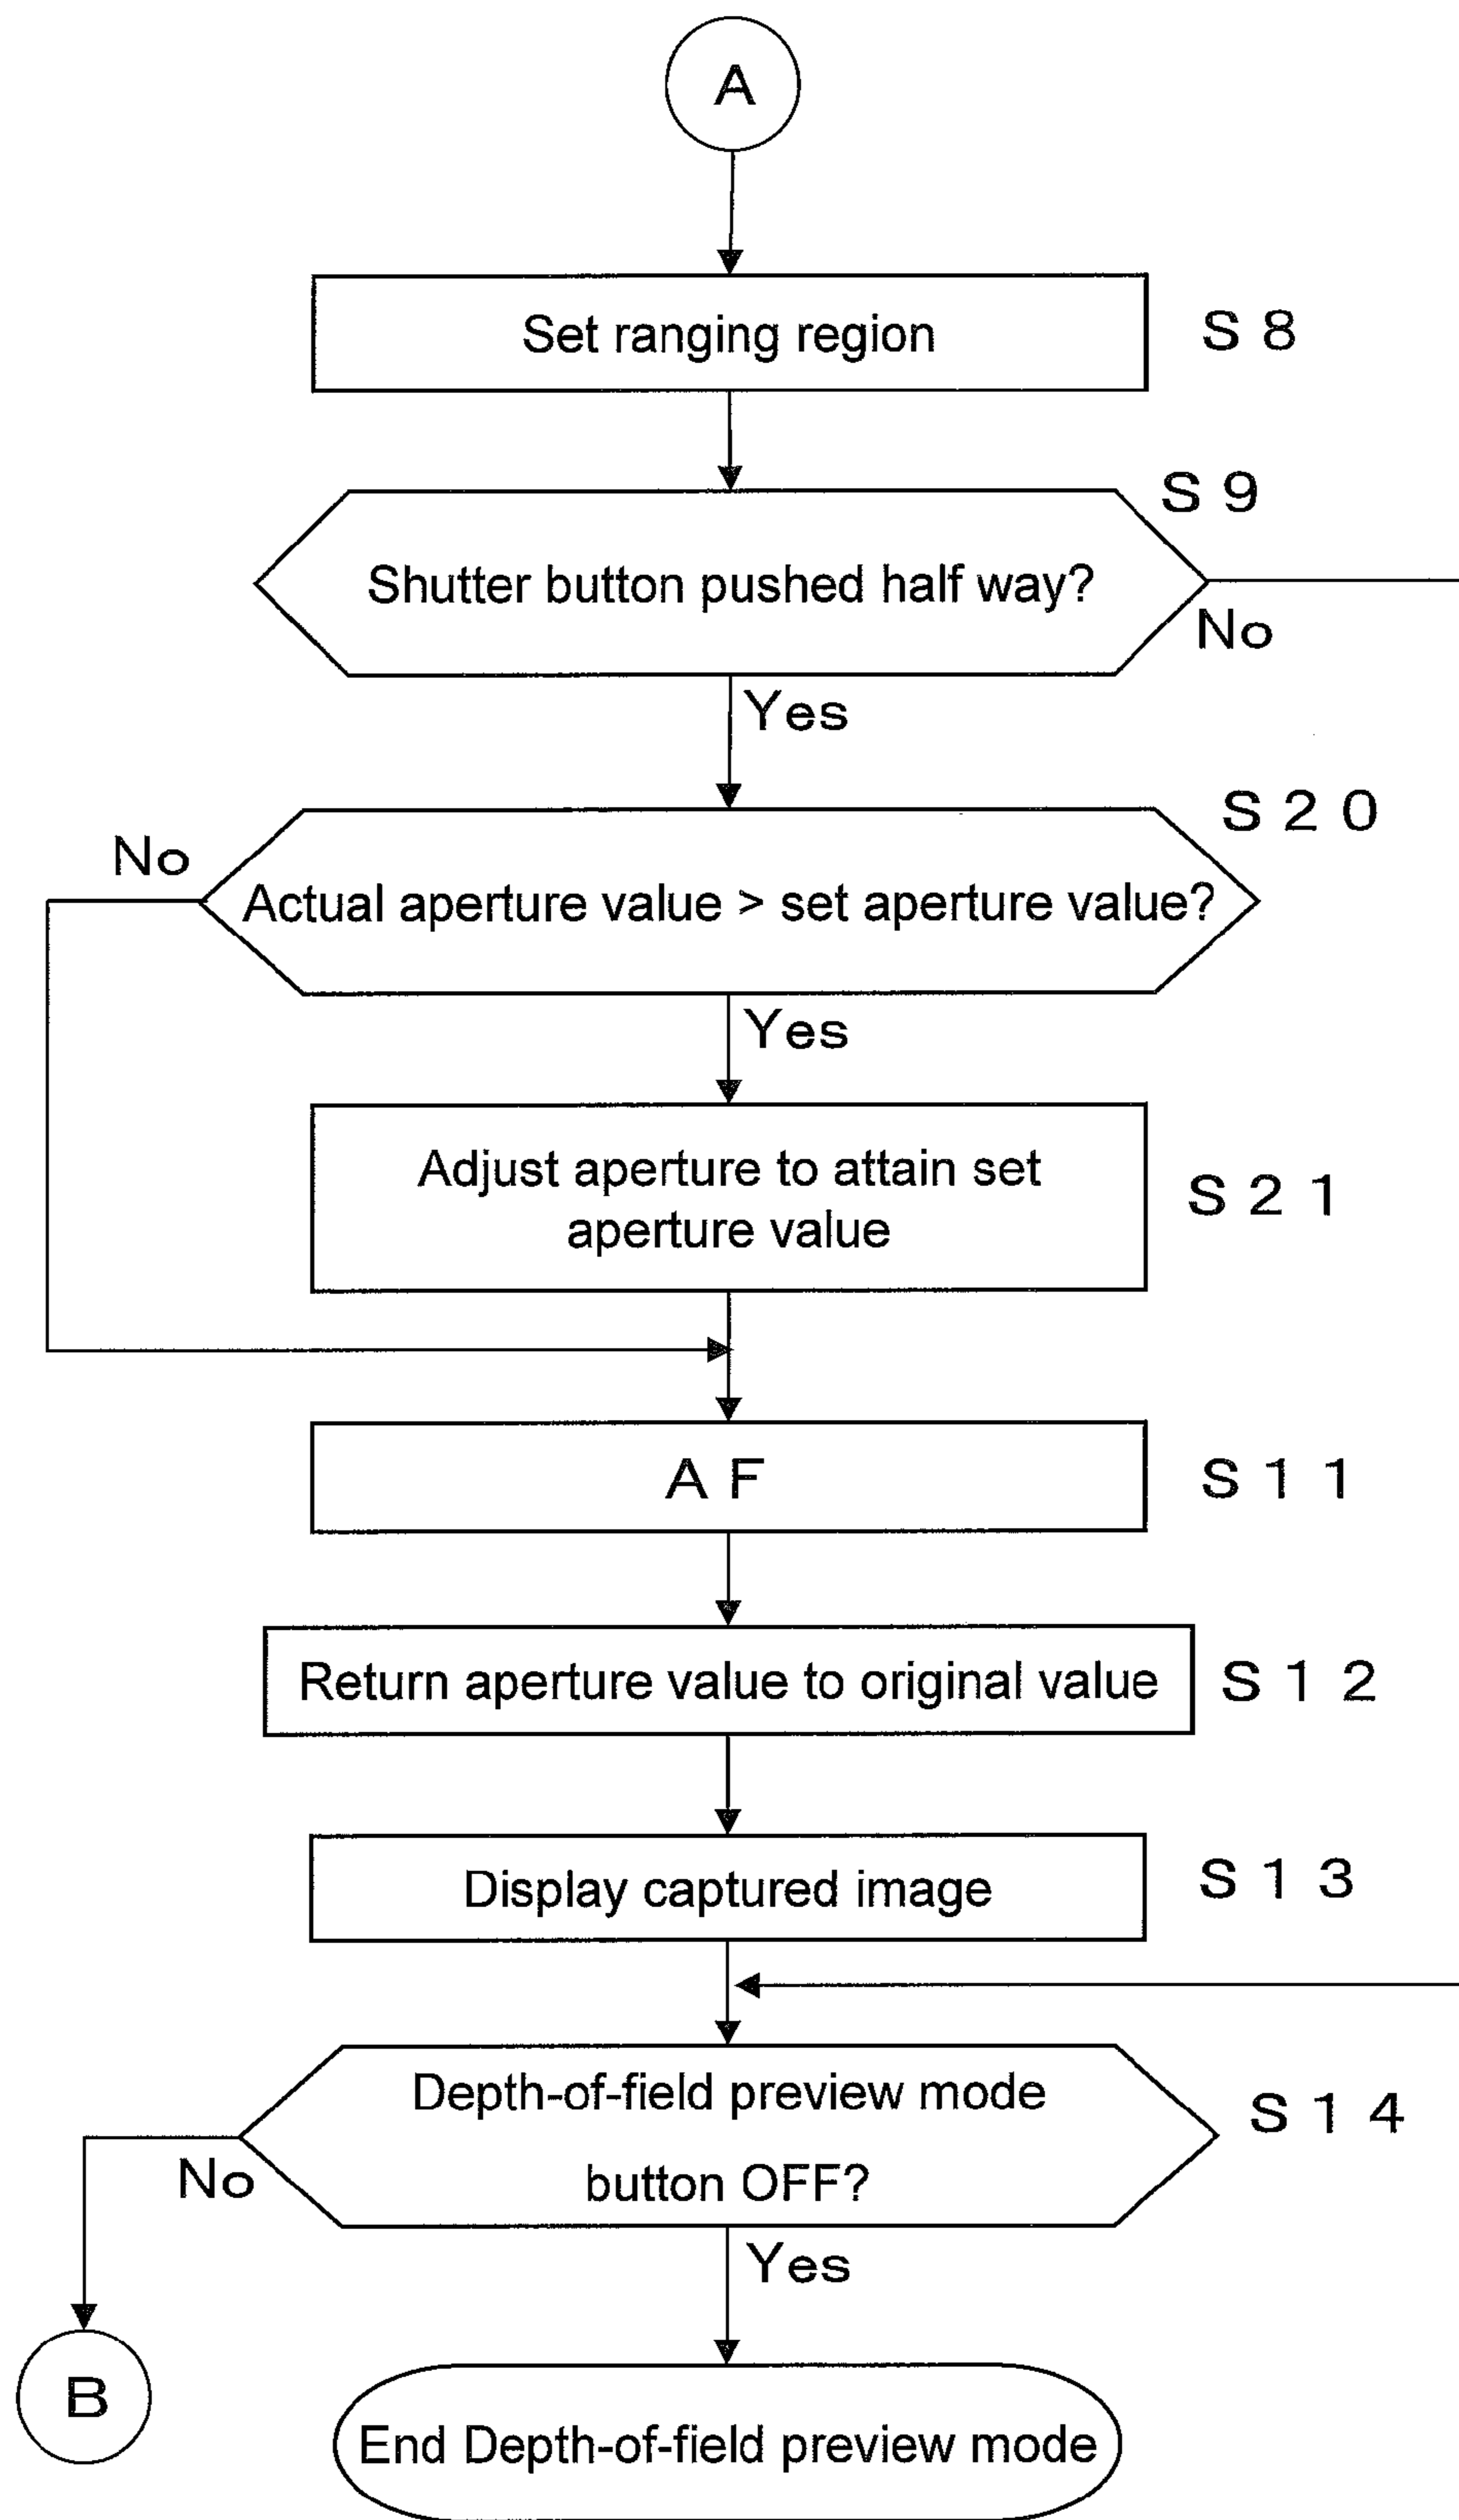 A
Set ranging region
S 8
S 9
Shutter button pushed half way?
No
Yes
S 2 0
No
Actual aperture value > set aperture value?
Yes
Adjust aperture to attain set
aperture value
S 2 1
A F
S 1 1
Return aperture value to original value
S 1 2
Display captured image
S 1 3
Depth-of-field preview mode
button OFF?
S 1 4
No
Yes
B
End Depth-of-field preview mode